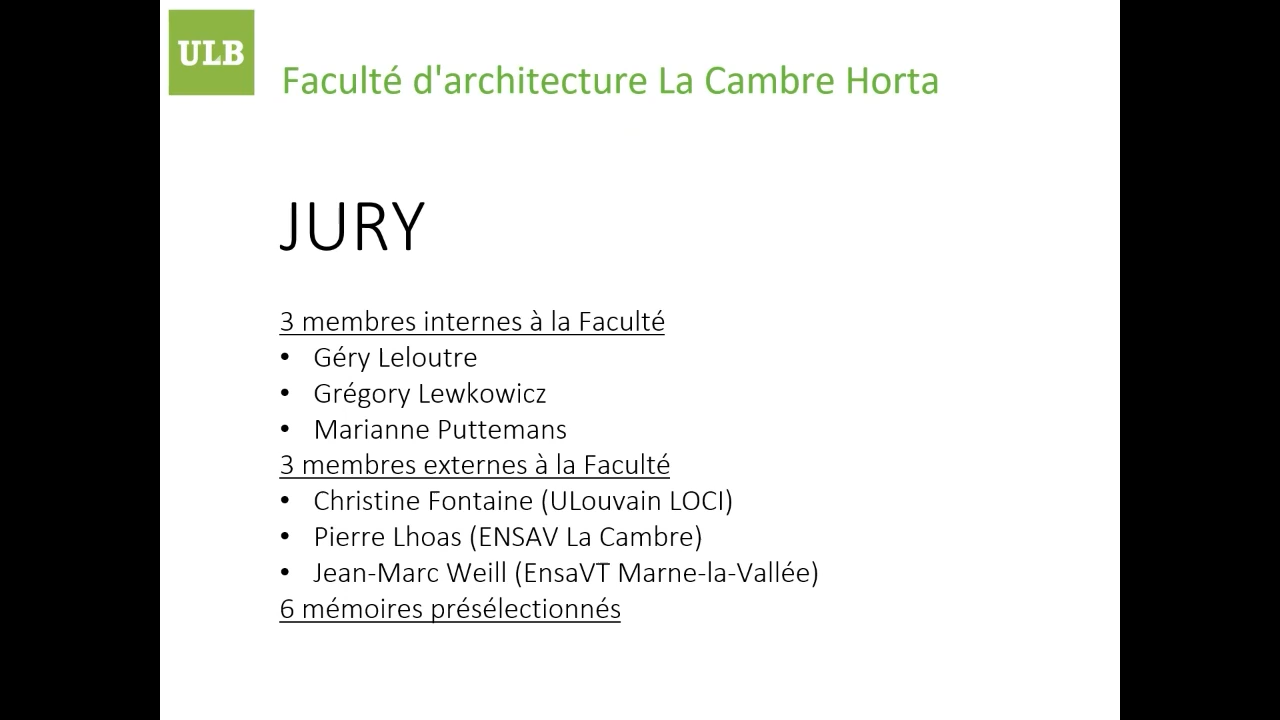 ULB
Faculté d'architecture La Cambre Horta
JURY
3 membres internes à la Faculté
• Géry Leloutre
• Grégory Lewkowicz
• Marianne Puttemans
3 membres externes à la Faculté
• Christine Fontaine (ULouvain LOCI)
• Pierre Lhoas (ENSAV La Cambre)
• Jean-Marc Weill (EnsaVT Marne-la-Vallée)
6 mémoires présélectionnés